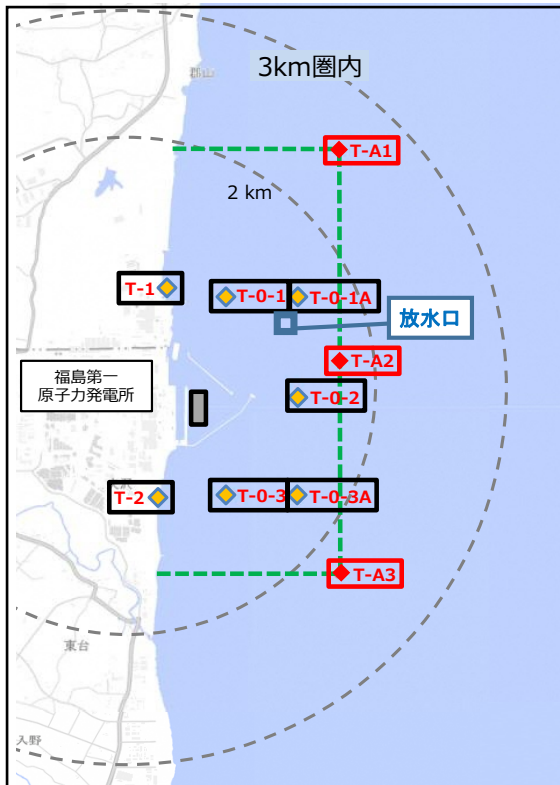 郡山
3km圏内
T-A1
2 km
T-1
T-0-1
T-0-1A
放水口
T-A2
福島第一
原子力発電所
T-0-2
T-2
T-0-3
T-0-3A
T-A3
東台
入野